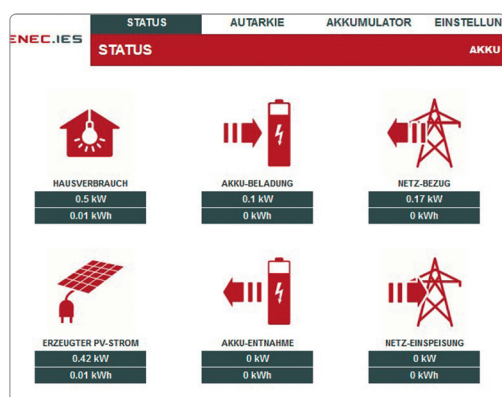 STATUS AUTARKIE AKKUMULATOR EINSTELLUN
ENEC.IES
STATUS AKKU
HAUSVERBRAUCH AKKU-BELADUNG NETZ-BEZUG
0.5 kW 0.1 kW 0.17 kW
0.01 kWh 0 kWh 0 kWh
ERZEUGTER PV-STROM AKKU-ENTNAHME NETZ-EINSPEISUNG
0.42 kW 0 kW 0 kW
0.01 kWh 0 kWh 0 kWh